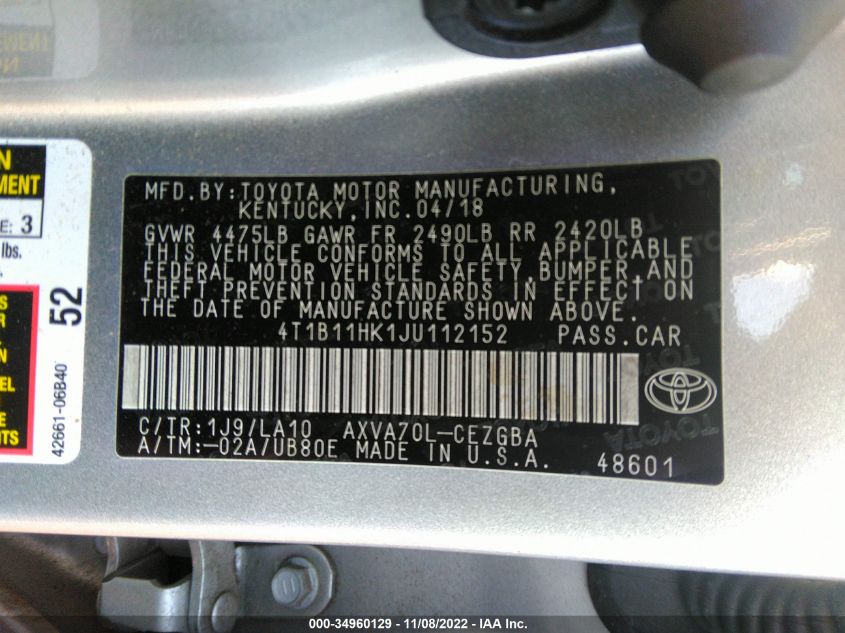 MFD.BY:TOYOTA MOTOR MANUFACTURING,
KENTUCKY,INC.04/18
GVWR 4475LB GAWR FR 2490LB RR 2420LB
THIS VEHICLE CONFORMS TO ALL APPLICABLE
FEDERAL MOTOR VEHICLE SAFETY,BUMPER,AND
THEFT PREVENTION STANDARDS IN EFFECT ON
THE DATE OF MANUFACTURE SHOWN ABOVE.
4T1B11HK1JU112152 PASS.CAR
C/TR:1J9/LA10 AXVA70L-CEZGBA
A/TM:-02A/UB80E MADE IN U.S.A.
48601
3
lbs.
52
42661-06B40
000-34960129 - 11/08/2022 - IAA Inc.